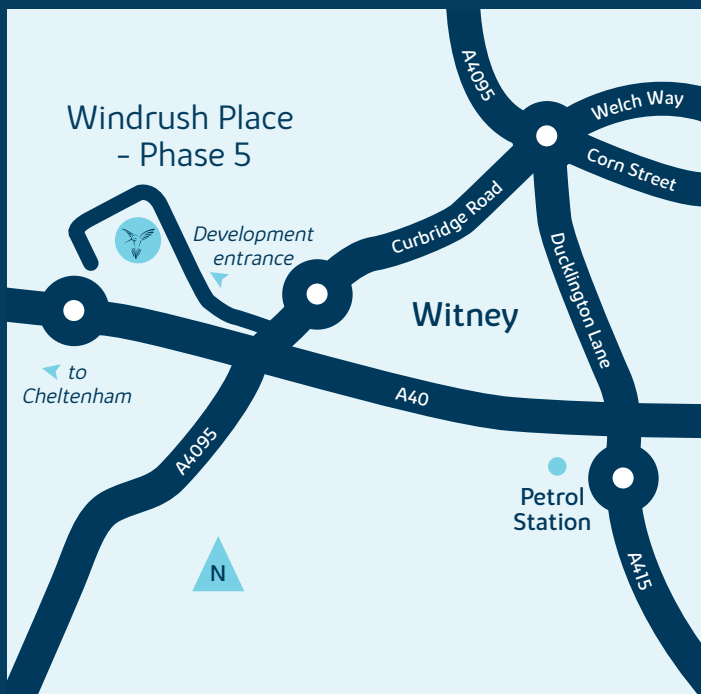 A4095
Welch Way
Windrush Place
- Phase 5
Corn Street
Curbridge Road
Development
entrance
Ducklington Lane
Witney
to
Cheltenham
A40
A4095
Petrol
Station
N
A415